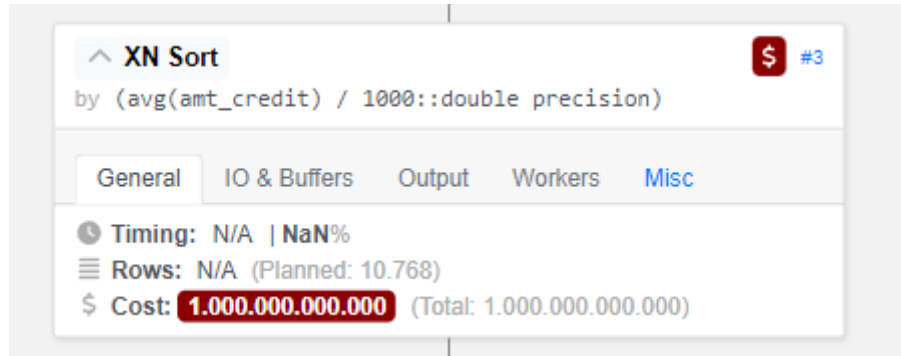 XN Sort $ #3
by (avg(amt_credit) / 1000::double precision)
General IO & Buffers Output Workers Misc
Timing: N/A | NaN%
Rows: N/A (Planned: 10.768)
$ Cost: 1.000.000.000.000 (Total: 1.000.000.000.000)